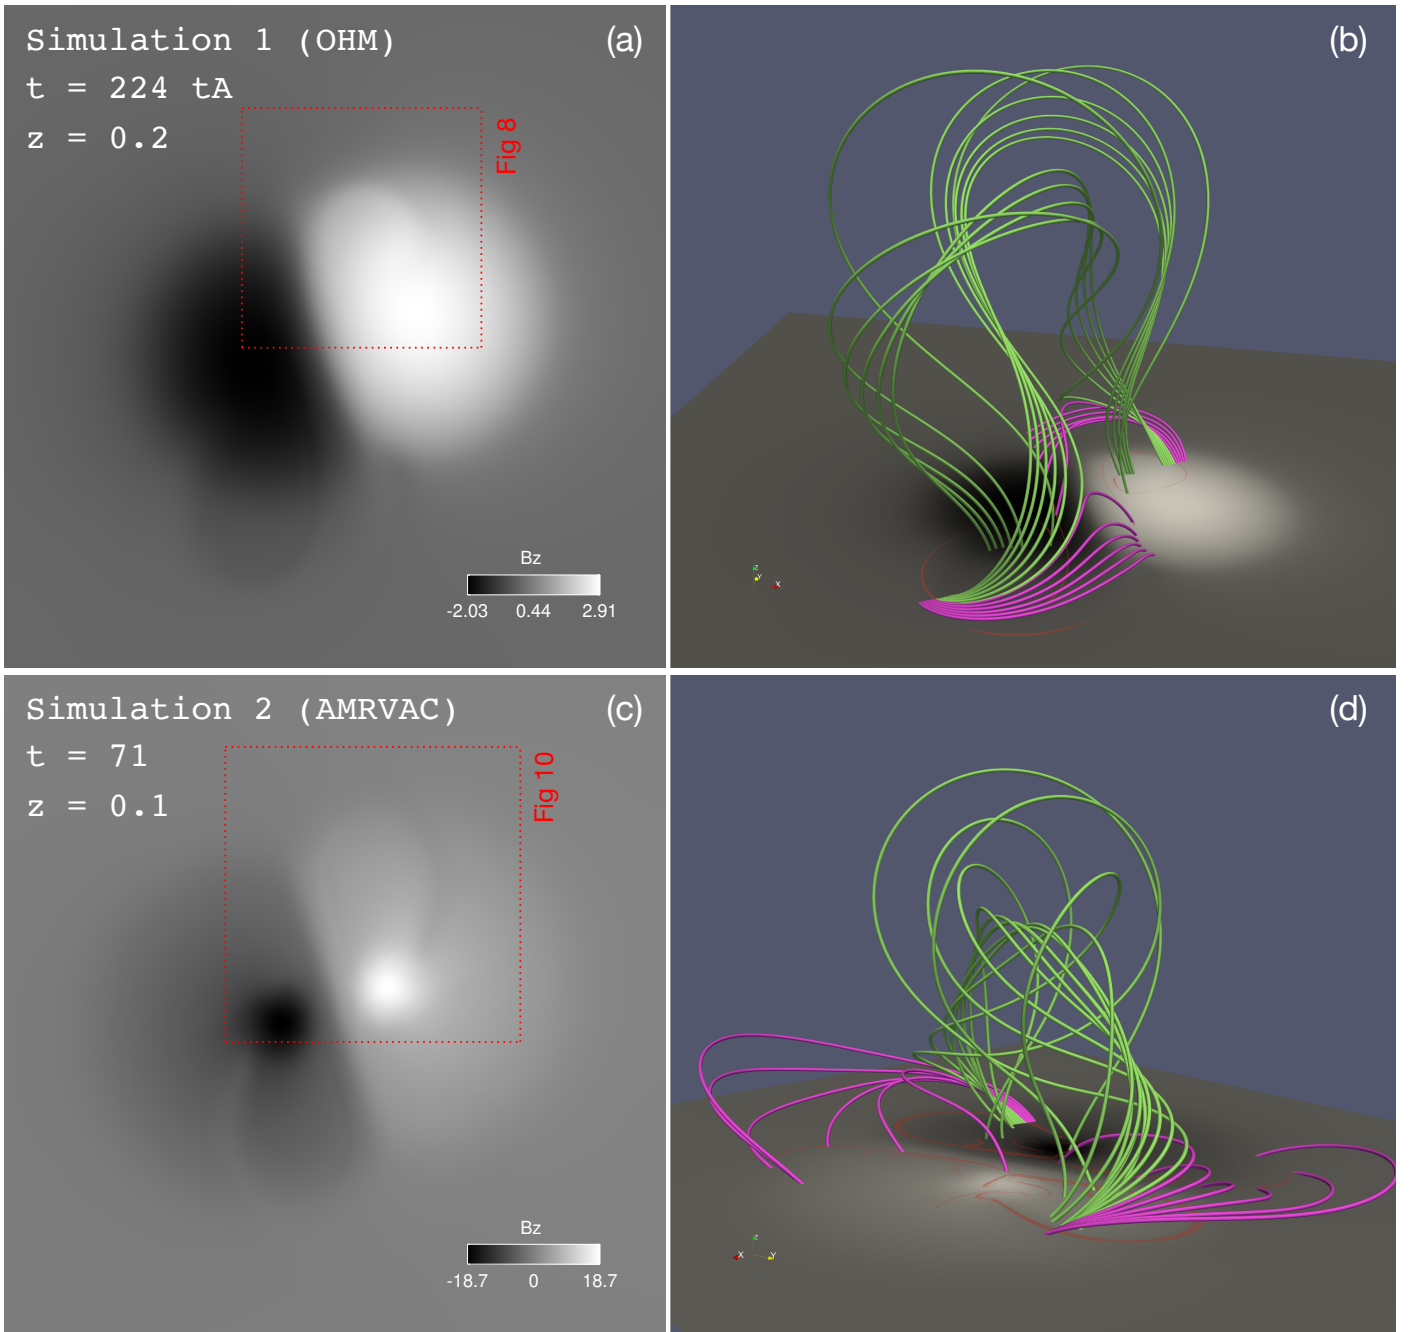 Simulation 1 (OHM)
(a)
t = 224 tA
z = 0.2
Fig 8
Bz
-2.03 0.44 2.91
(b)
z
Y
X
Simulation 2 (AMRVAC)
(c)
t = 71
z = 0.1
Fig 10
Bz
-18.7 0 18.7
(d)
z
X
Y